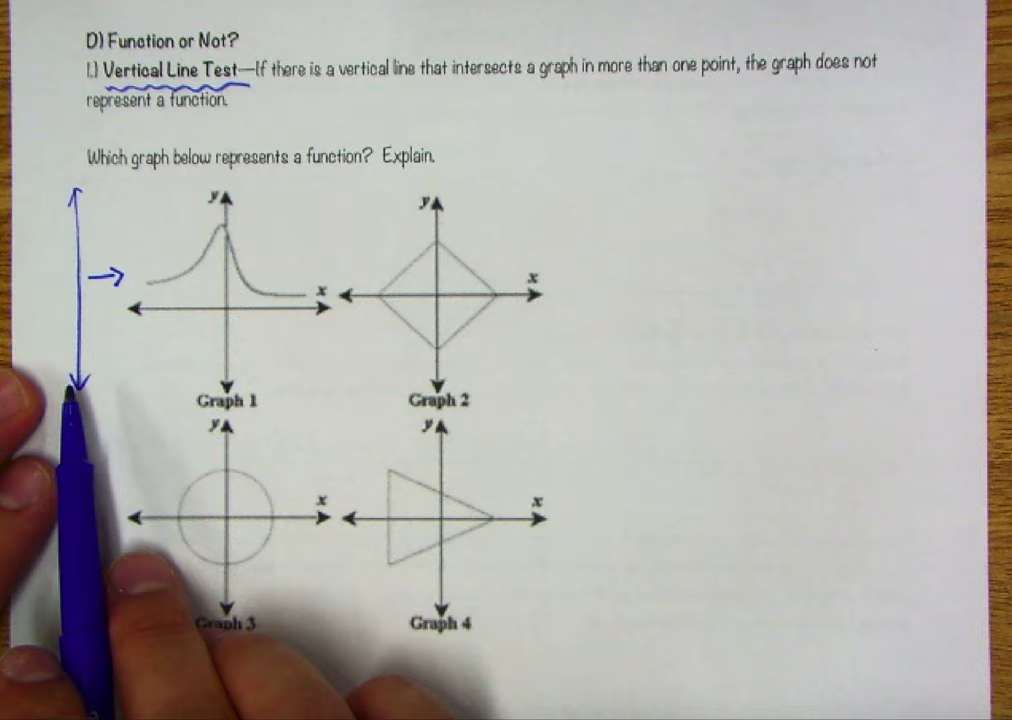 D) Function or Not?
1.) Vertical Line Test—If there is a vertical line that intersects a graph in more than one point, the graph does not
represent a function.
Which graph below represents a function? Explain.
y
y
x
x
Graph 1
Graph 2
y
y
x
x
Graph 3
Graph 4